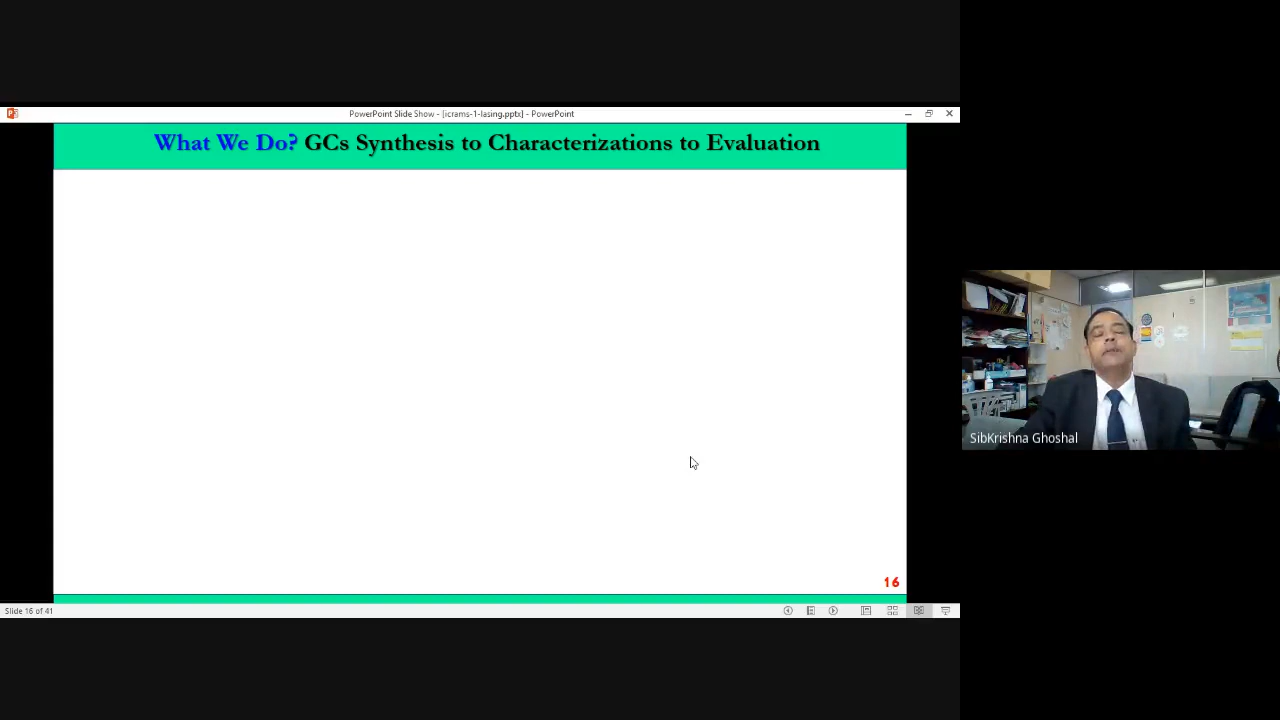 PowerPoint Slide Show - [icrams-1-lasing.pptx] - PowerPoint
What We Do? GCs Synthesis to Characterizations to Evaluation
SibKrishna Ghoshal
16
Slide 16 of 41